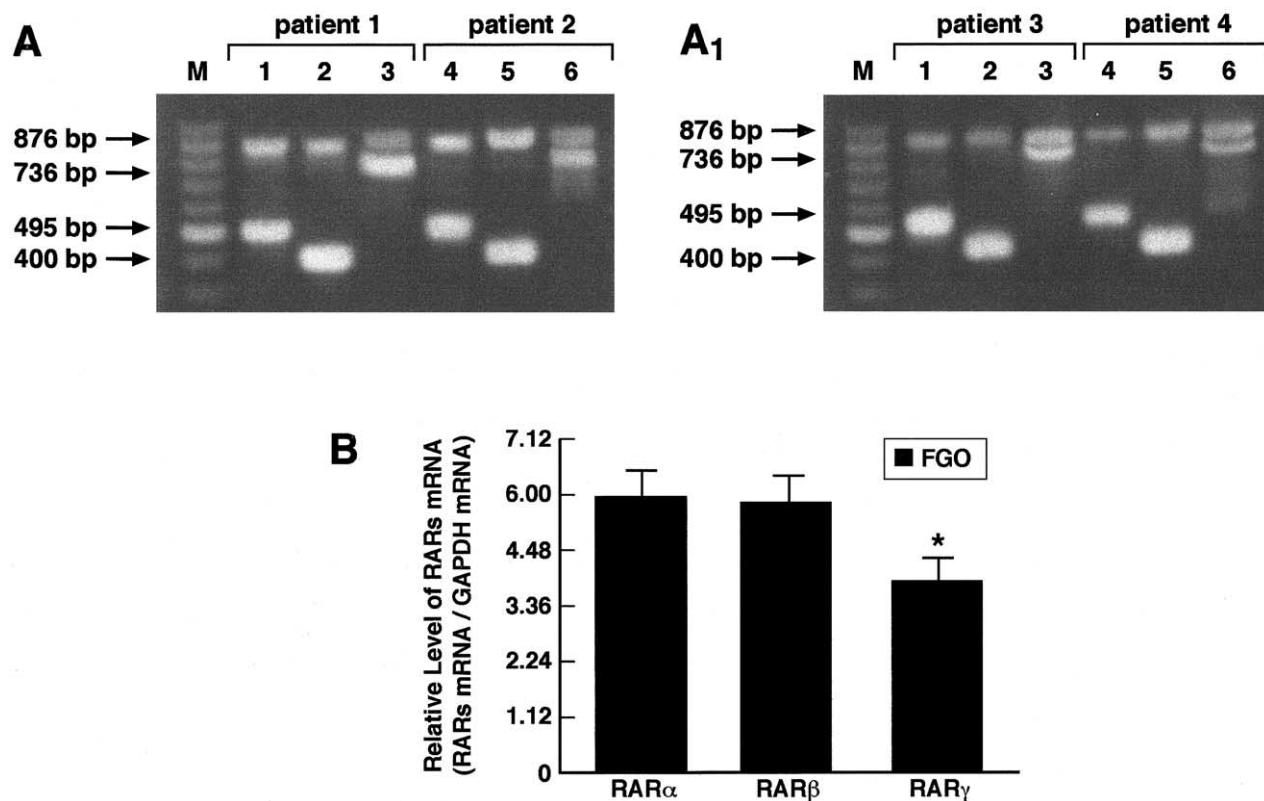 A
patient 1 patient 2
M 1 2 3 4 5 6
876 bp
736 bp
495 bp
400 bp
A1
patient 3 patient 4
M 1 2 3 4 5 6
876 bp
736 bp
495 bp
400 bp
B
Relative Level of RARs mRNA
(RARs mRNA / GAPDH mRNA)
7.12
6.00
4.48
3.36
2.24
1.12
0
FGO
*
RARα RARβ RARγ